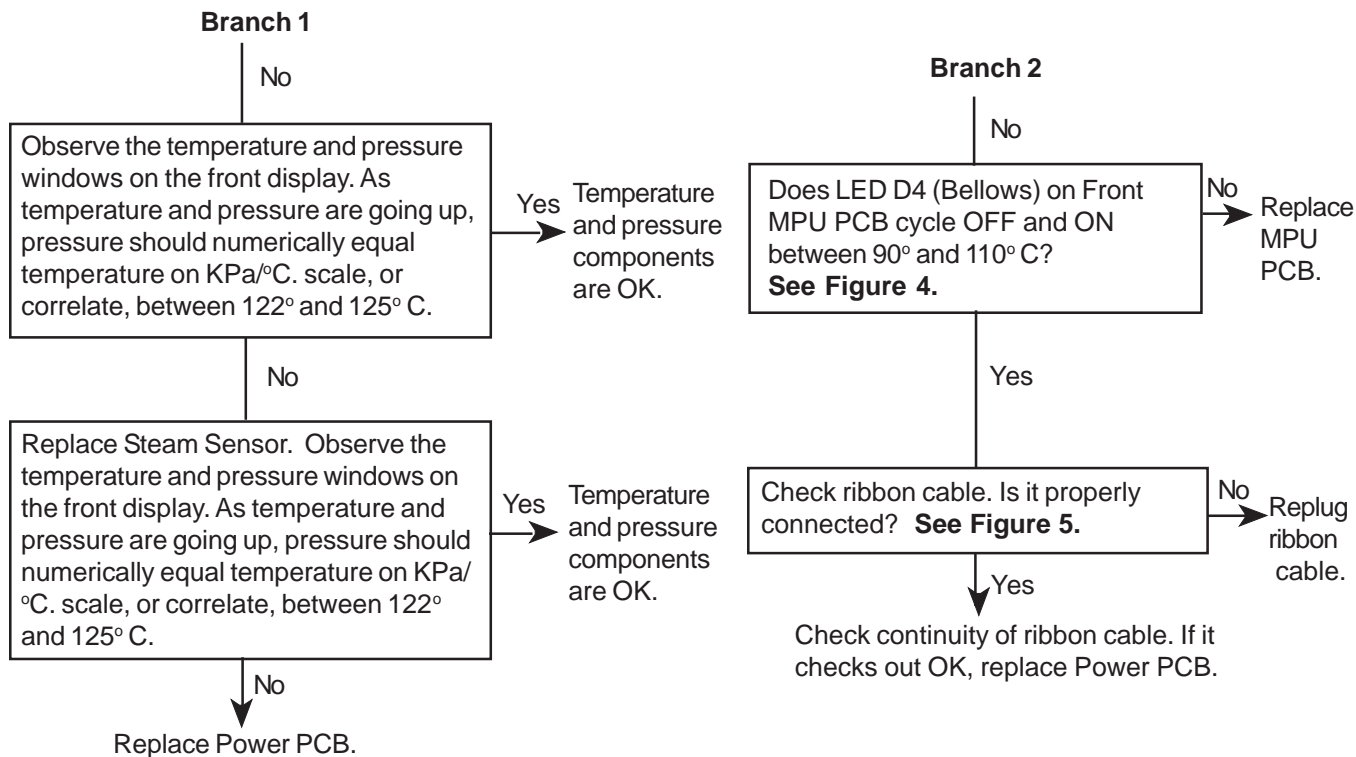 Branch 1
No
Observe the temperature and pressure
windows on the front display. As
temperature and pressure are going up,
pressure should numerically equal
temperature on KPa/°C. scale, or
correlate, between 122° and 125° C.
Yes
Temperature
and pressure
components
are OK.
No
Replace Steam Sensor. Observe the
temperature and pressure windows on
the front display. As temperature and
pressure are going up, pressure should
numerically equal temperature on KPa/
°C. scale, or correlate, between 122°
and 125° C.
Yes
Temperature
and pressure
components
are OK.
No
Replace Power PCB.
Branch 2
No
Does LED D4 (Bellows) on Front
MPU PCB cycle OFF and ON
between 90° and 110° C?
See Figure 4.
No
Replace
MPU
PCB.
Yes
Check ribbon cable. Is it properly
connected? See Figure 5.
No
Replug
ribbon
cable.
Yes
Check continuity of ribbon cable. If it
checks out OK, replace Power PCB.